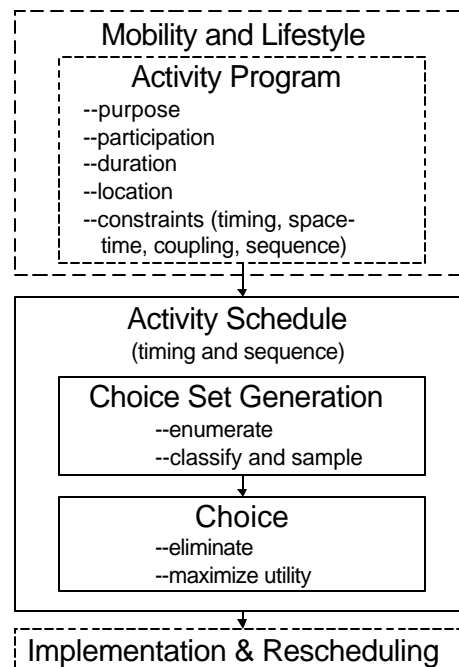 Mobility and Lifestyle
Activity Program
--purpose
--participation
--duration
--location
--constraints (timing, space-
time, coupling, sequence)
Activity Schedule
(timing and sequence)
Choice Set Generation
--enumerate
--classify and sample
Choice
--eliminate
--maximize utility
Implementation & Rescheduling